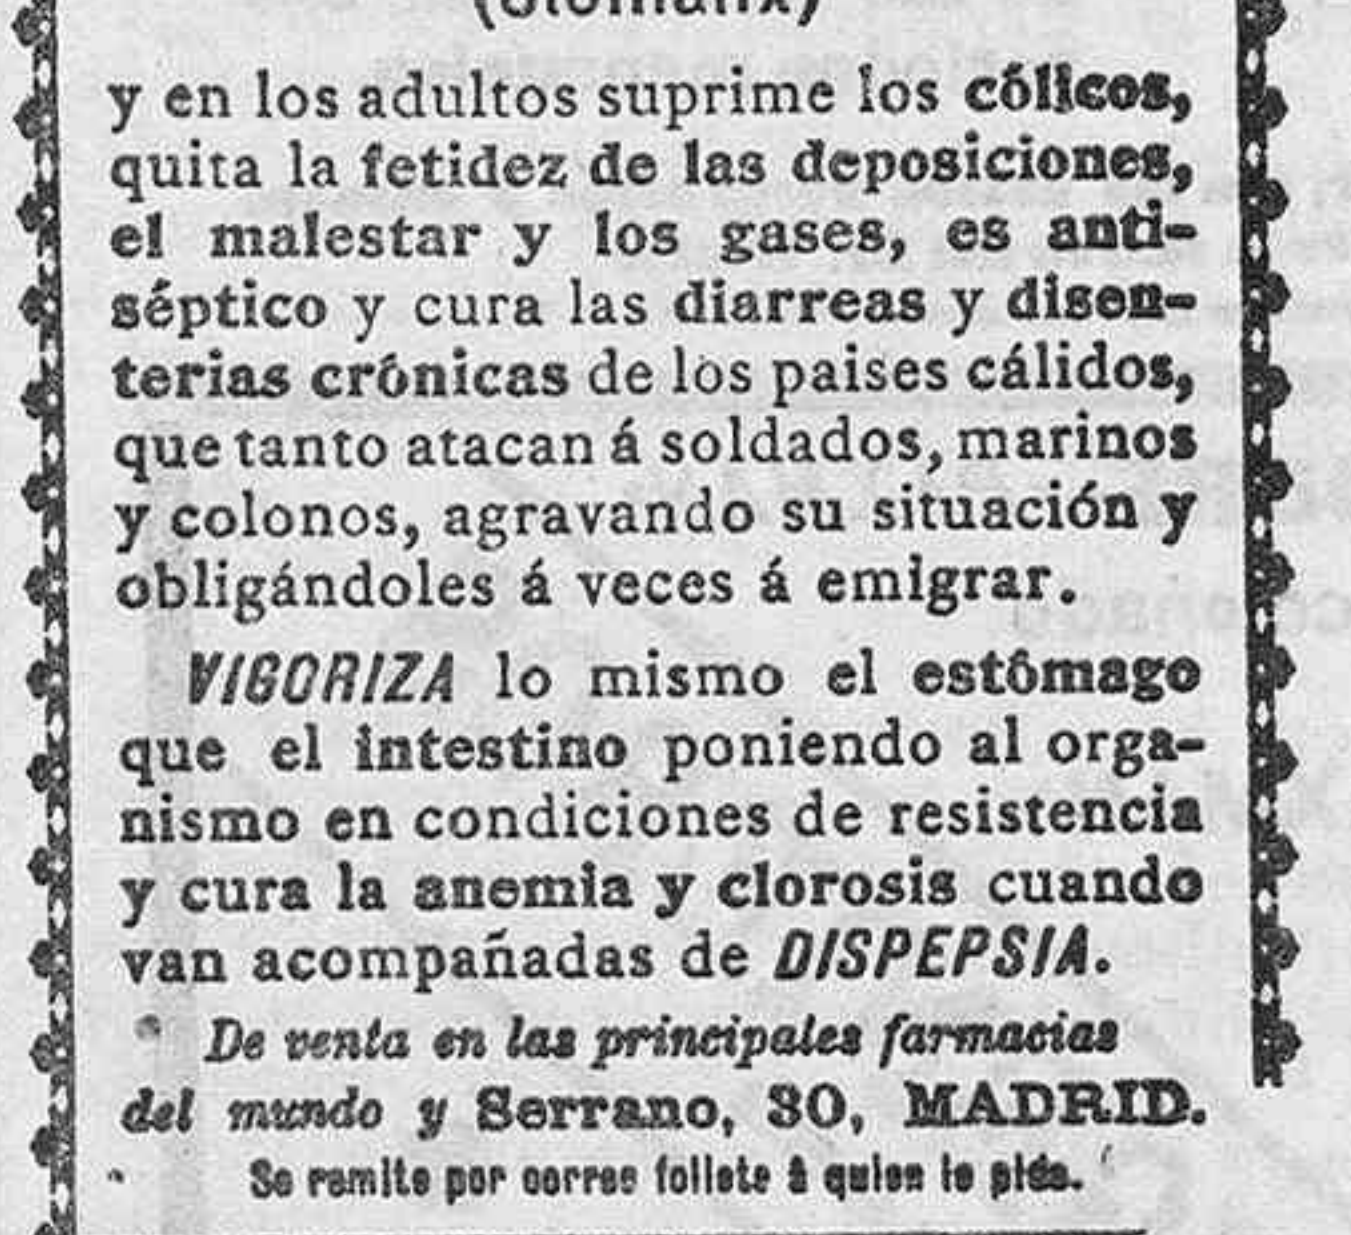 (Stomalix)
y en los adultos suprime los cólicos,
quita la fetidez de las deposiciones,
el malestar y los gases, es anti-
séptico y cura las diarreas y disen-
terias crónicas de los paises cálidos,
que tanto atacan á soldados, marinos
y colonos, agravando su situación y
obligándoles á veces á emigrar.
VIGORIZA lo mismo el estómago
que el intestino poniendo al orga-
nismo en condiciones de resistencia
y cura la anemia y clorosis cuando
van acompañadas de DISPEPSIA.
De venta en las principales farmacias
del mundo y Serrano, 30, MADRID.
Se remite por correo folleto á quien lo pida.